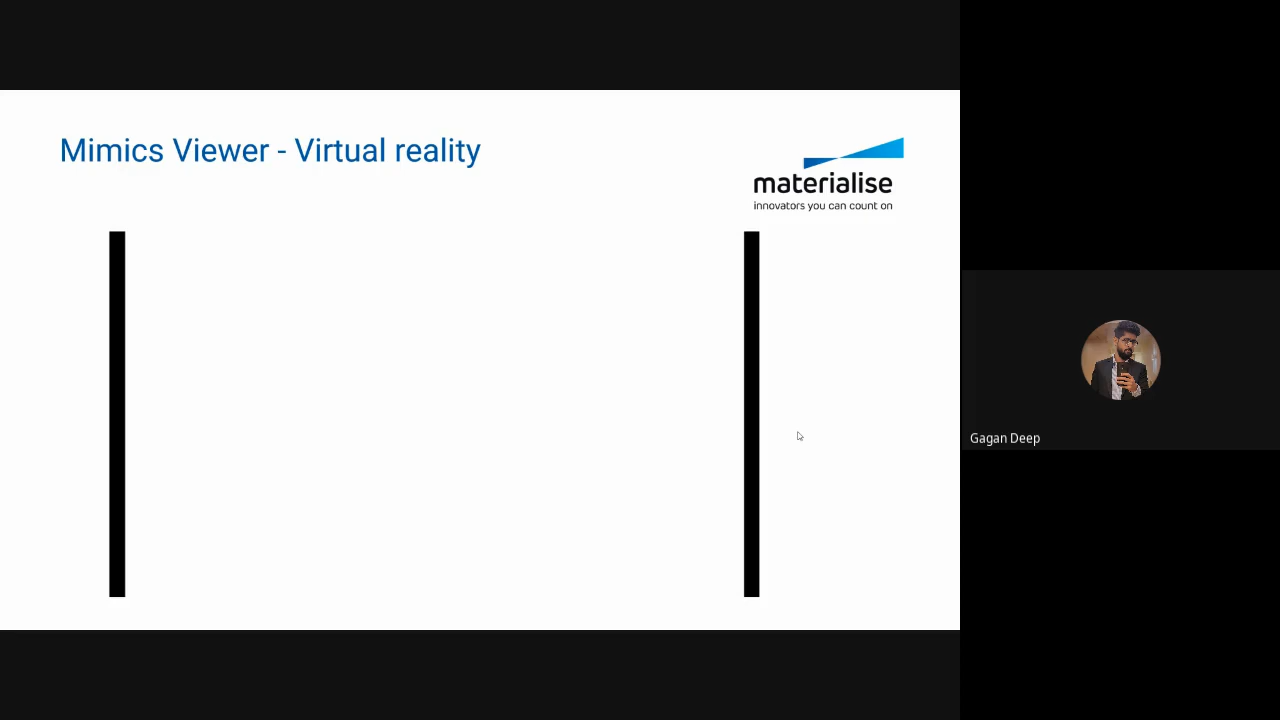 Mimics Viewer - Virtual reality
materialise
innovators you can count on
Gagan Deep